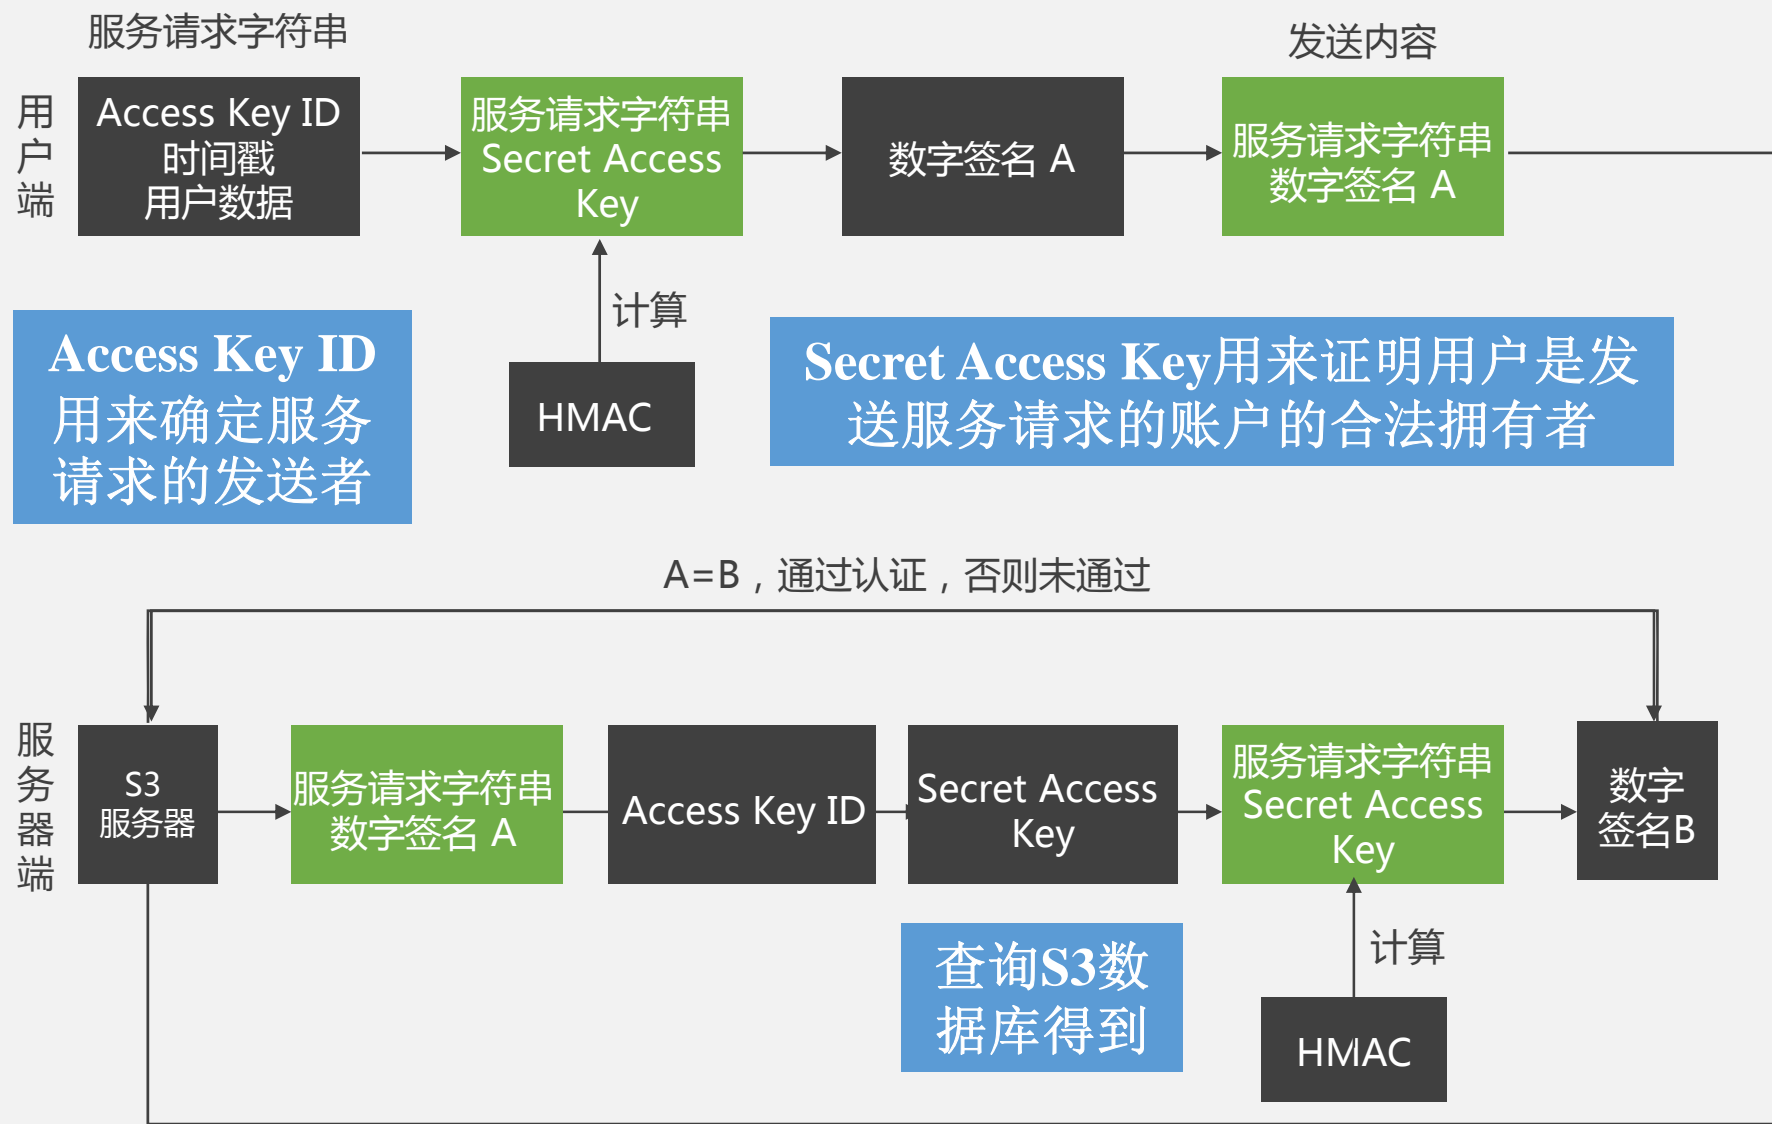 服务请求字符串
发送内容
用户端
Access Key ID
时间戳
用户数据
服务请求字符串
Secret Access
Key
数字签名 A
服务请求字符串
数字签名 A
计算
HMAC
Access Key ID
用来确定服务
请求的发送者
Secret Access Key用来证明用户是发
送服务请求的账户的合法拥有者
A=B，通过认证，否则未通过
服务器端
S3
服务器
服务请求字符串
数字签名 A
Access Key ID
Secret Access
Key
服务请求字符串
Secret Access
Key
数字
签名B
查询S3数
据库得到
计算
HMAC